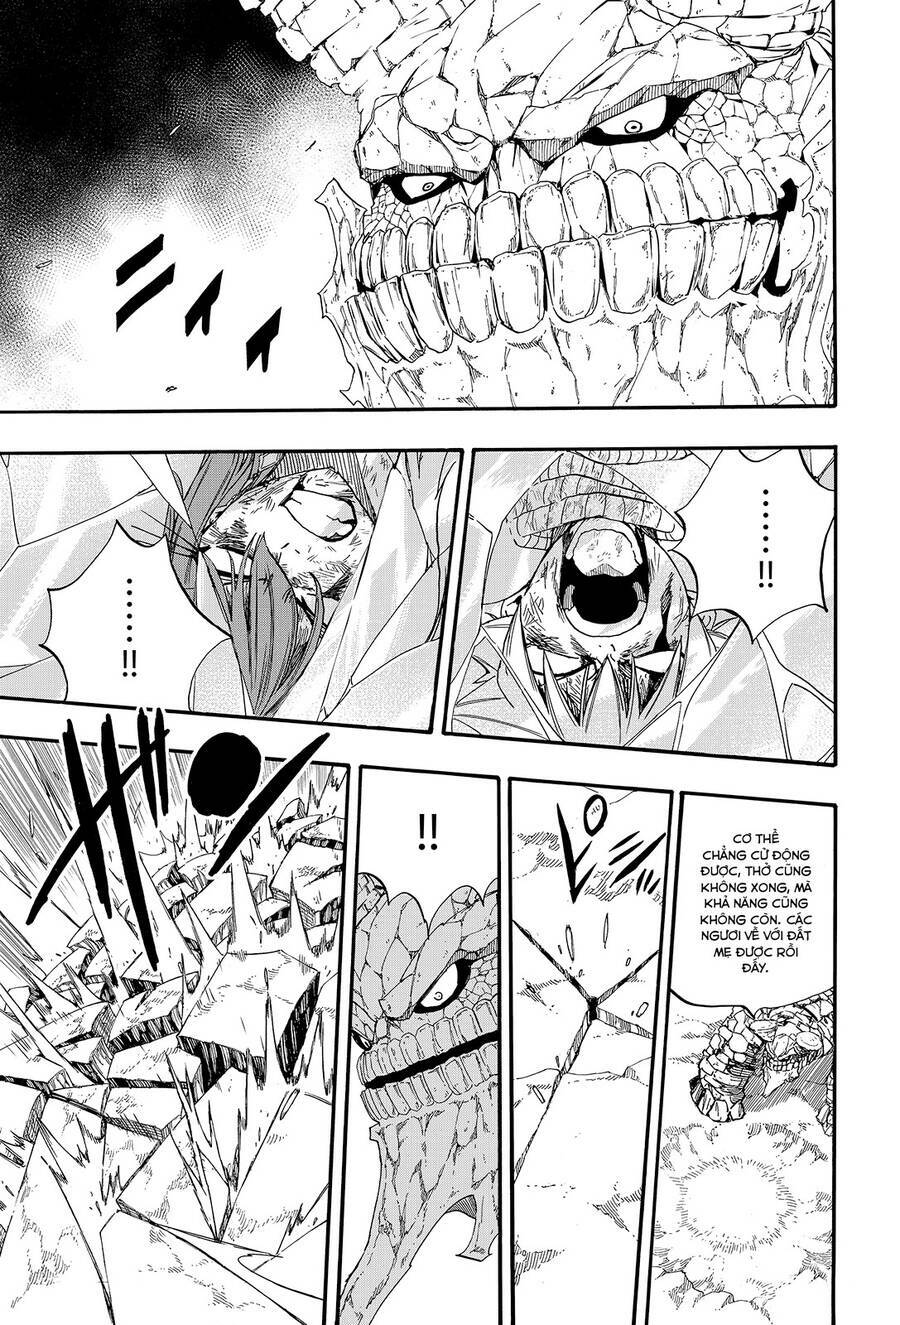 ニィィ
……!!
……!!
CƠ THỂ
CHẲNG CỬ ĐỘNG
ĐƯỢC, THỞ CŨNG
KHÔNG XONG, MÀ
KHẢ NĂNG CŨNG
KHÔNG CÒN. CÁC
NGƯƠI VỀ VỚI ĐẤT
MẸ ĐƯỢC RỒI
ĐẤY.
!!